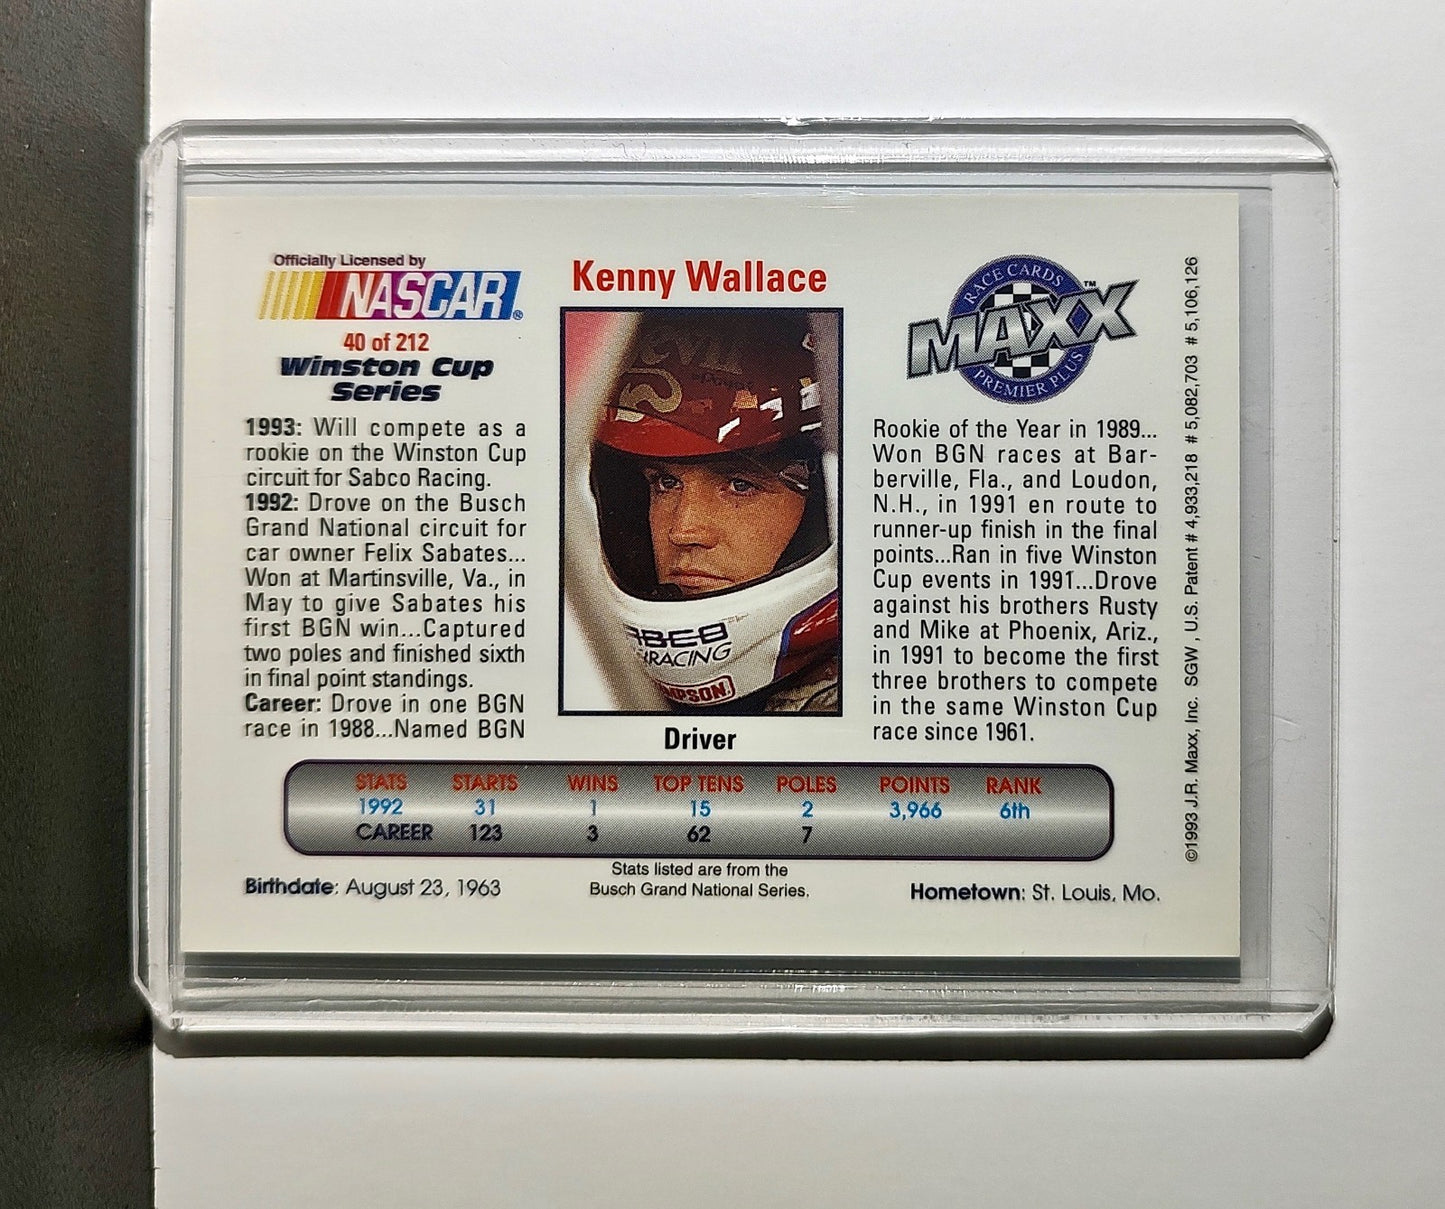 Officially Licensed by
NASCAR®
40 of 212
Winston Cup
Series
1993: Will compete as a
rookie on the Winston Cup
circuit for Sabco Racing.
1992: Drove on the Busch
Grand National circuit for
car owner Felix Sabates...
Won at Martinsville, Va., in
May to give Sabates his
first BGN win...Captured
two poles and finished sixth
in final point standings.
Career: Drove in one BGN
race in 1988...Named BGN
Kenny Wallace
RACING
Driver
RACE CARDS
MAXX™
PREMIER PLUS
Rookie of the Year in 1989...
Won BGN races at Bar-
berville, Fla., and Loudon,
N.H., in 1991 en route to
runner-up finish in the final
points...Ran in five Winston
Cup events in 1991...Drove
against his brothers Rusty
and Mike at Phoenix, Ariz.,
in 1991 to become the first
three brothers to compete
in the same Winston Cup
race since 1961.
©1993 J.R. Maxx, Inc. SGW , U.S. Patent # 4,933,218 # 5,082,703 # 5,106,126
STATS STARTS WINS TOP TENS POLES POINTS RANK
1992 31 1 15 2 3,966 6th
CAREER 123 3 62 7
Stats listed are from the
Busch Grand National Series.
Birthdate: August 23, 1963
Hometown: St. Louis, Mo.